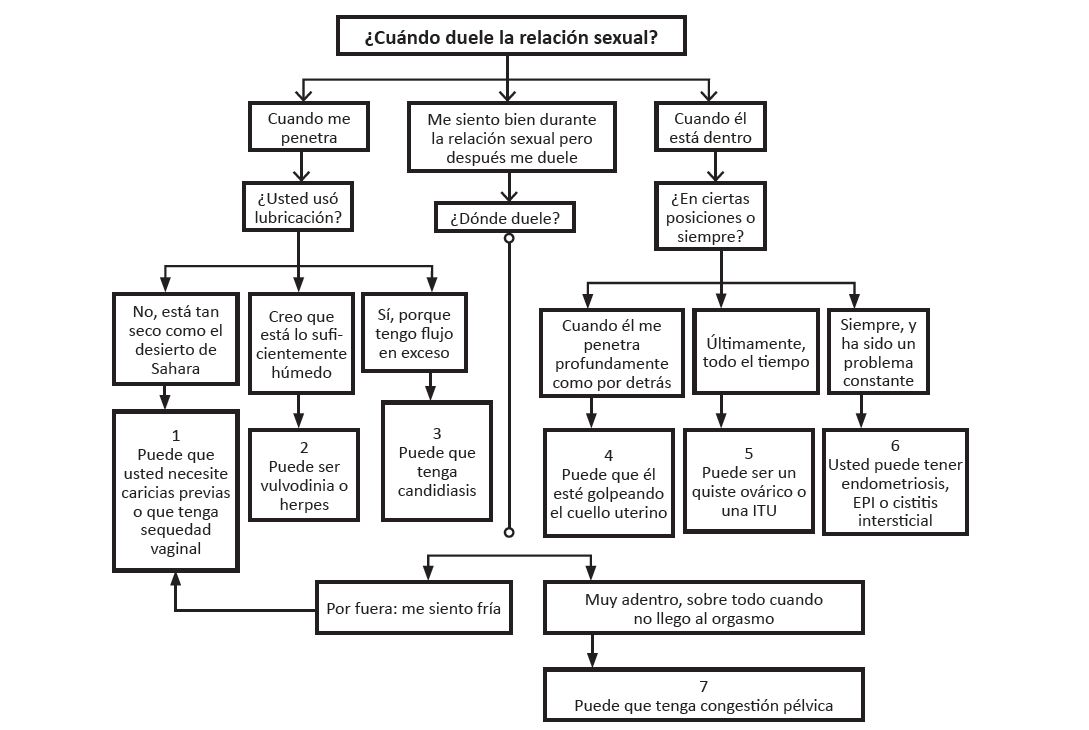 ¿Cuándo duele la relación sexual?
Cuando me
penetra
Me siento bien durante
la relación sexual pero
después me duele
Cuando él
está dentro
¿Usted usó
lubricación?
¿Dónde duele?
¿En ciertas
posiciones o
siempre?
No, está tan
seco como el
desierto de
Sahara
Creo que
está lo sufi-
cientemente
húmedo
Sí, porque
tengo flujo
en exceso
Cuando él me
penetra
profundamente
como por detrás
Últimamente,
todo el tiempo
Siempre, y
ha sido un
problema
constante
1
Puede que
usted necesite
caricias previas
o que tenga
sequedad
vaginal
2
Puede ser
vulvodinia o
herpes
3
Puede que
tenga
candidiasis
4
Puede que él
esté golpeando
el cuello uterino
5
Puede ser un
quiste ovárico o
una ITU
6
Usted puede tener
endometriosis,
EPI o cistitis
intersticial
Por fuera: me siento fría
Muy adentro, sobre todo cuando
no llego al orgasmo
7
Puede que tenga congestión pélvica